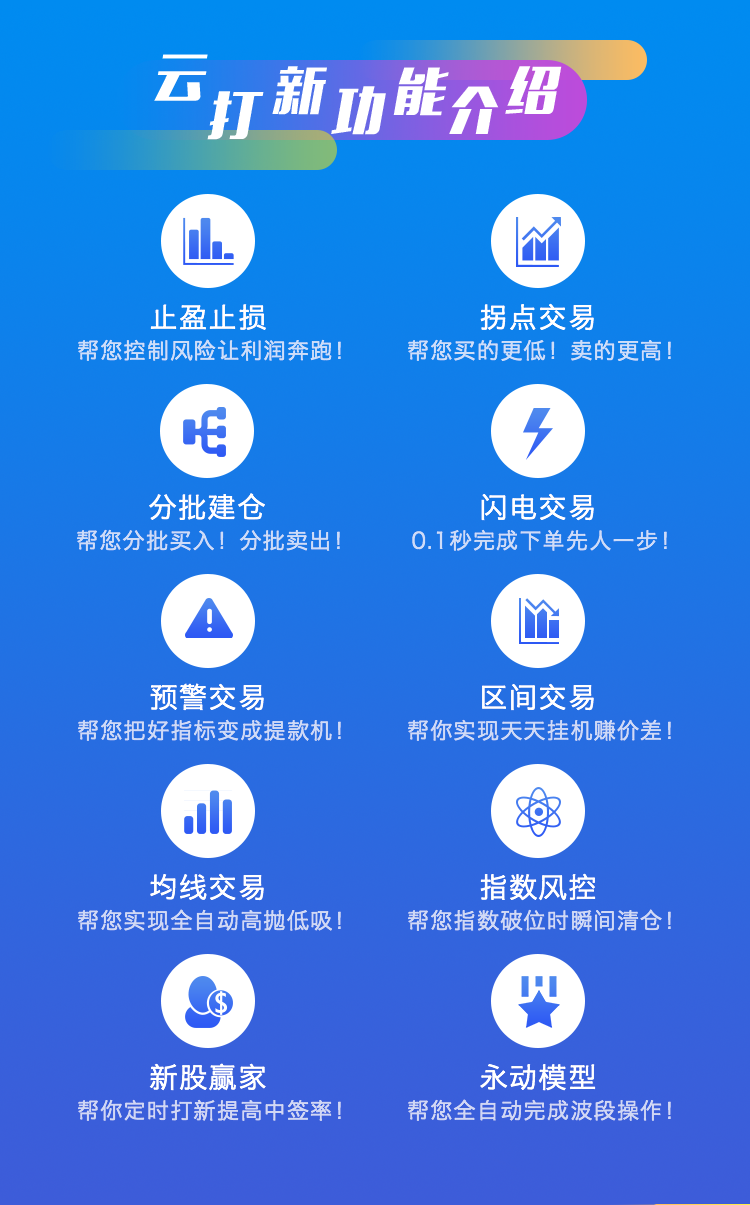 云打新功能介绍
止盈止损
帮您控制风险让利润奔跑！
拐点交易
帮您买的更低！卖的更高！
分批建仓
帮您分批买入！分批卖出！
闪电交易
0.1秒完成下单先人一步！
预警交易
帮您把好指标变成提款机！
区间交易
帮你实现天天挂机赚价差！
均线交易
帮您实现全自动高抛低吸！
指数风控
帮您指数破位时瞬间清仓！
新股赢家
帮你定时打新提高中签率！
永动模型
帮您全自动完成波段操作！